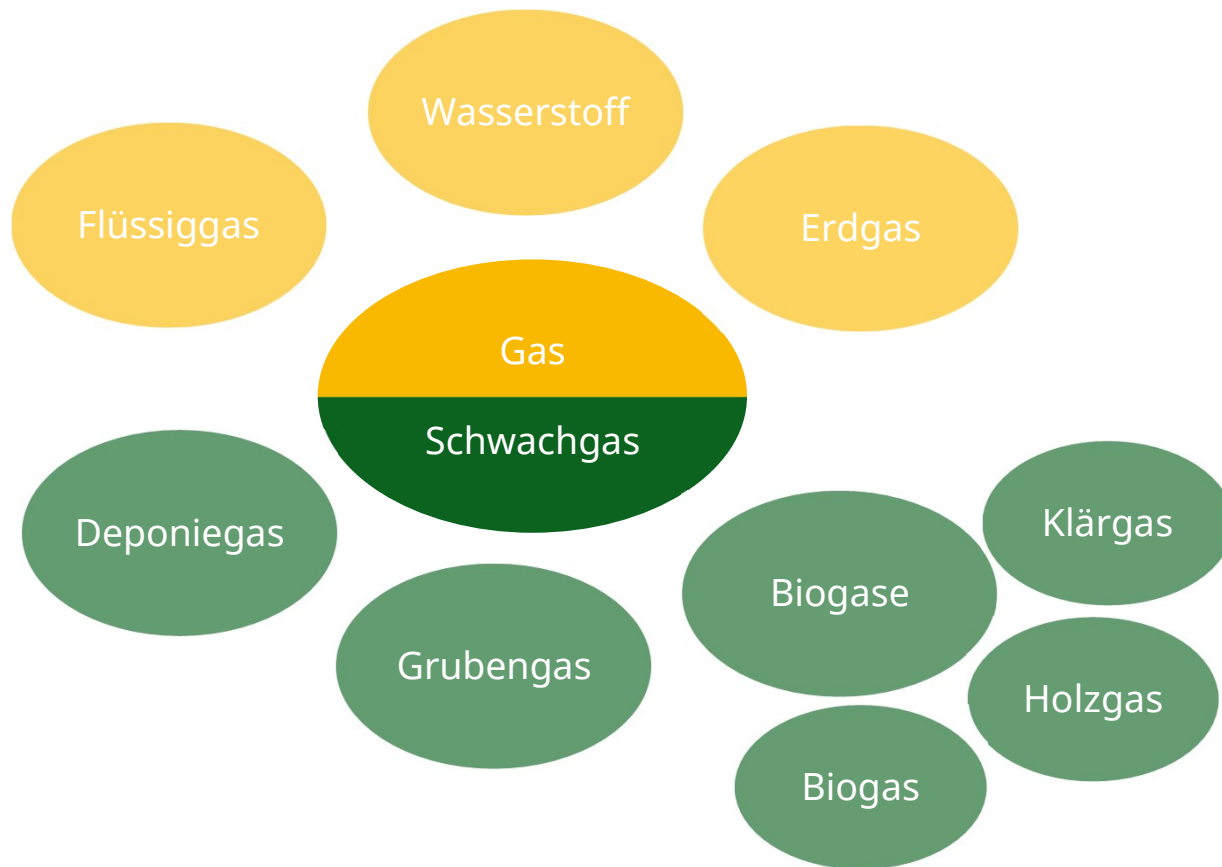 Wasserstoff
Flüssiggas
Erdgas
Gas
Schwachgas
Deponiegas
Klärgas
Biogase
Grubengas
Holzgas
Biogas